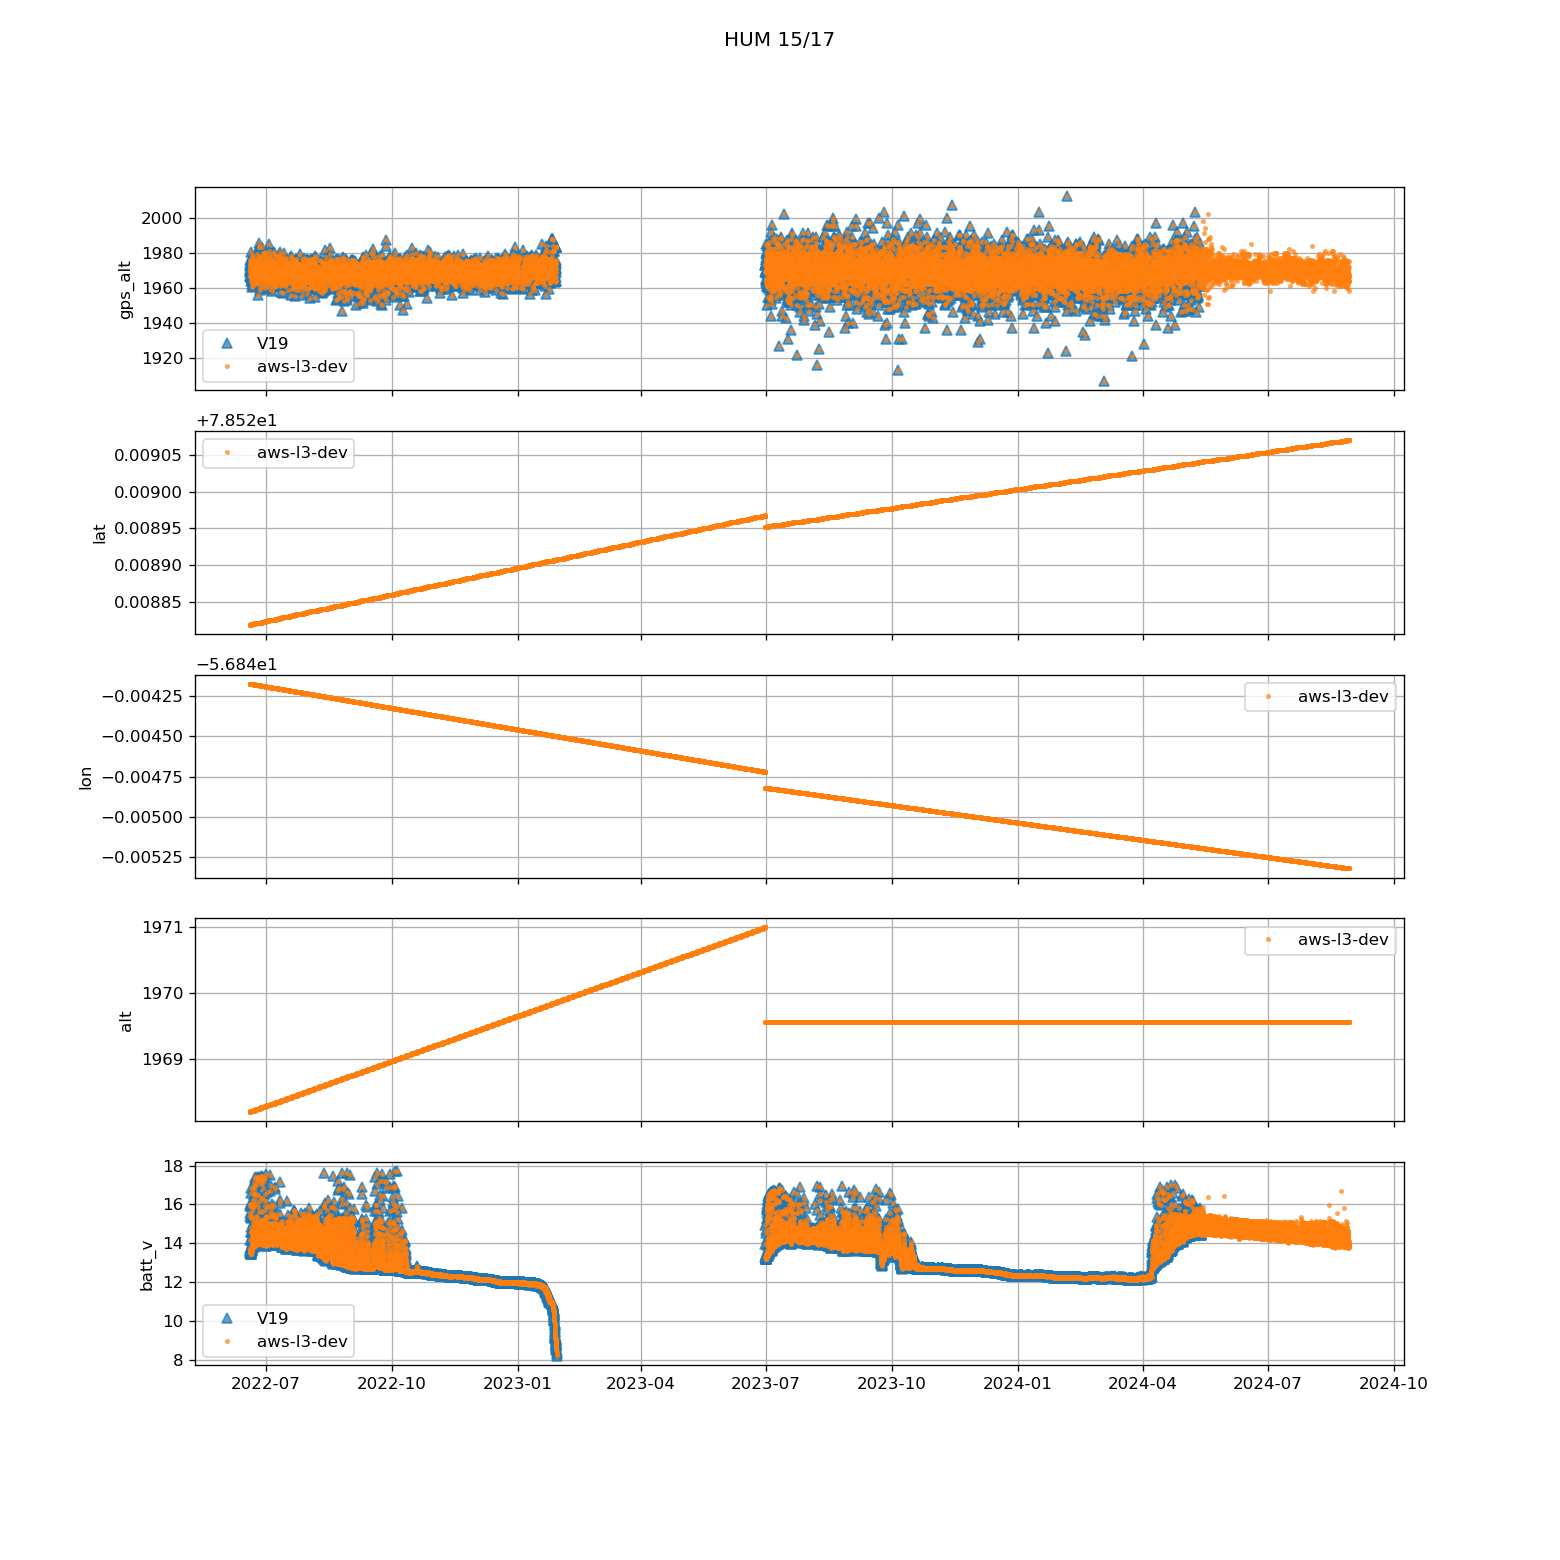 HUM 15/17
2000
1980
1960
1940
1920
gps_alt
V19
aws-l3-dev
+7.852e1
0.00905
0.00900
0.00895
0.00890
0.00885
lat
aws-l3-dev
−5.684e1
−0.00425
−0.00450
−0.00475
−0.00500
−0.00525
lon
aws-l3-dev
1971
1970
1969
alt
aws-l3-dev
18
16
14
12
10
8
batt_v
V19
aws-l3-dev
2022-07 2022-10 2023-01 2023-04 2023-07 2023-10 2024-01 2024-04 2024-07 2024-10